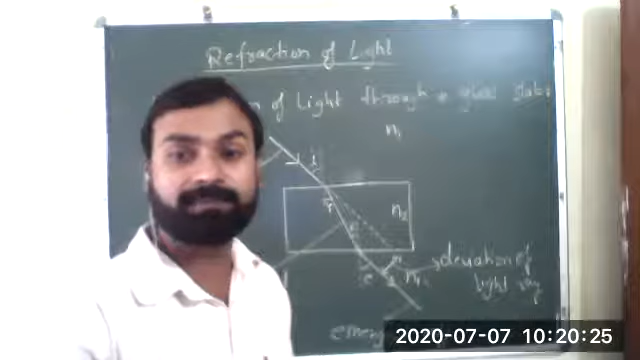 Refraction of Light
of Light through a glass slab
n₁
i
r
n₂
deviation of
light ray
e
n₁
2020-07-07 10:20:25